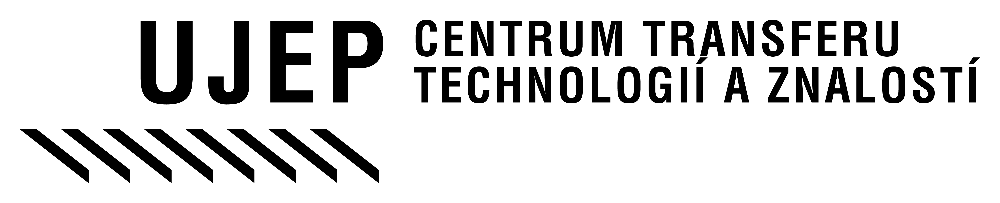 UJEP
CENTRUM TRANSFERU
TECHNOLOGIÍ A ZNALOSTÍ